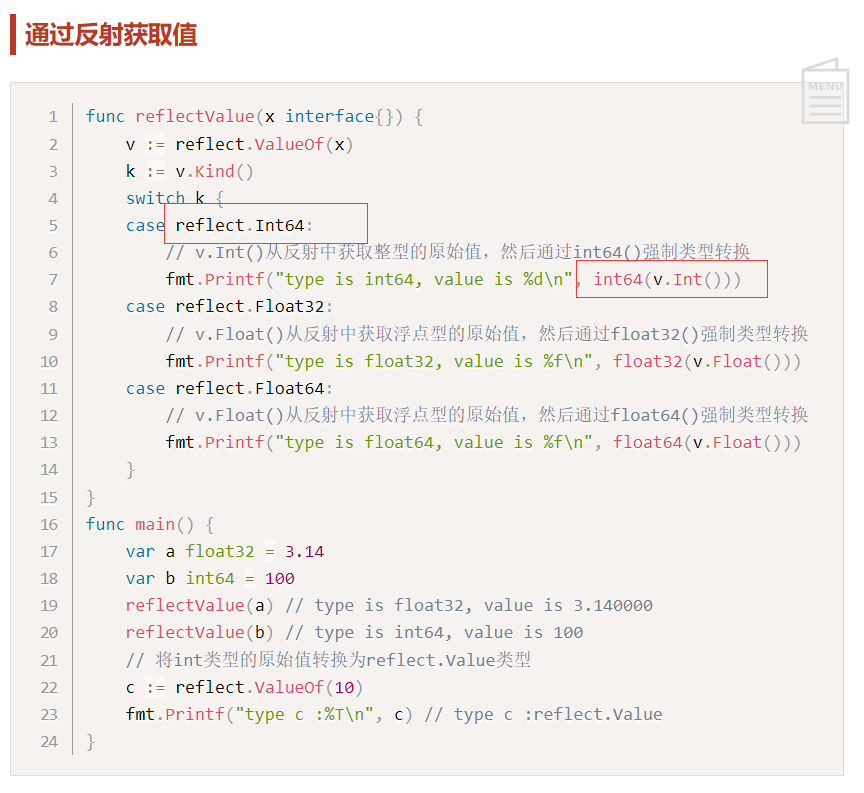 通过反射获取值
MENU
1 func reflectValue(x interface{}) {
2     v := reflect.ValueOf(x)
3     k := v.Kind()
4     switch k {
5     case reflect.Int64:
6         // v.Int()从反射中获取整型的原始值，然后通过int64()强制类型转换
7         fmt.Printf("type is int64, value is %d\n", int64(v.Int()))
8     case reflect.Float32:
9         // v.Float()从反射中获取浮点型的原始值，然后通过float32()强制类型转换
10         fmt.Printf("type is float32, value is %f\n", float32(v.Float()))
11     case reflect.Float64:
12         // v.Float()从反射中获取浮点型的原始值，然后通过float64()强制类型转换
13         fmt.Printf("type is float64, value is %f\n", float64(v.Float()))
14     }
15 }
16 func main() {
17     var a float32 = 3.14
18     var b int64 = 100
19     reflectValue(a) // type is float32, value is 3.140000
20     reflectValue(b) // type is int64, value is 100
21     // 将int类型的原始值转换为reflect.Value类型
22     c := reflect.ValueOf(10)
23     fmt.Printf("type c :%T\n", c) // type c :reflect.Value
24 }